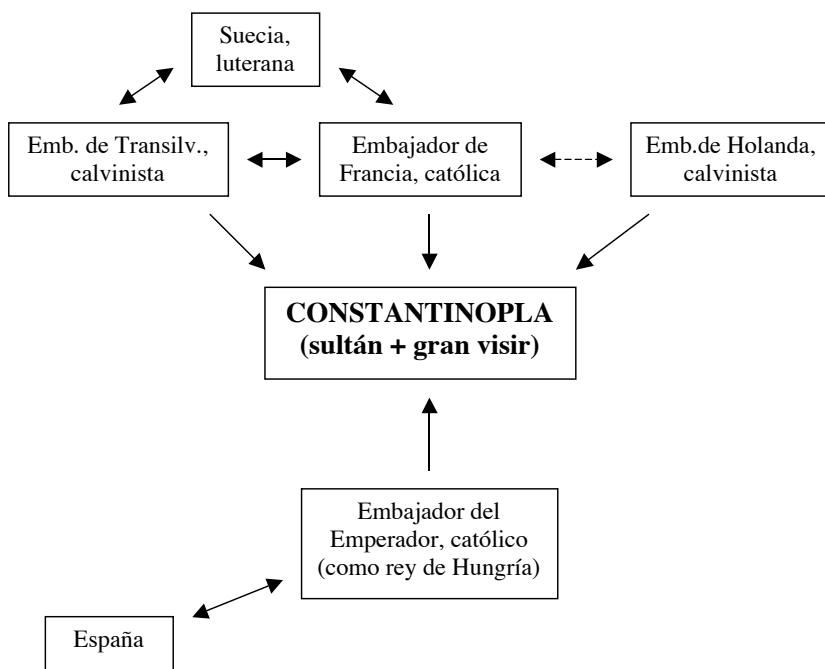 Suecia,
luterana
Emb. de Transilv.,
calvinista
Embajador de
Francia, católica
Emb.de Holanda,
calvinista
CONSTANTINOPLA
(sultán + gran visir)
Embajador del
Emperador, católico
(como rey de Hungría)
España